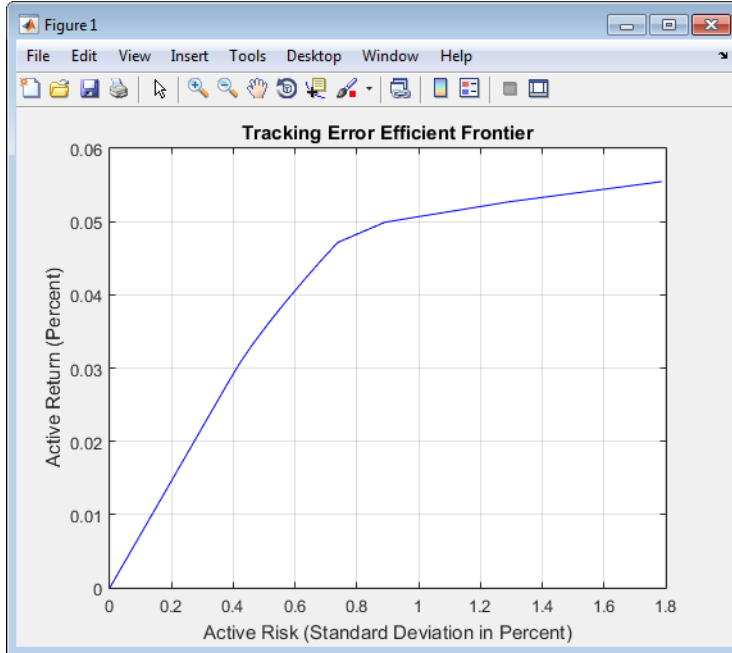 Figure 1
File Edit View Insert Tools Desktop Window Help
Tracking Error Efficient Frontier
0.06
0.05
0.04
0.03
0.02
0.01
0
Active Return (Percent)
0 0.2 0.4 0.6 0.8 1 1.2 1.4 1.6 1.8
Active Risk (Standard Deviation in Percent)